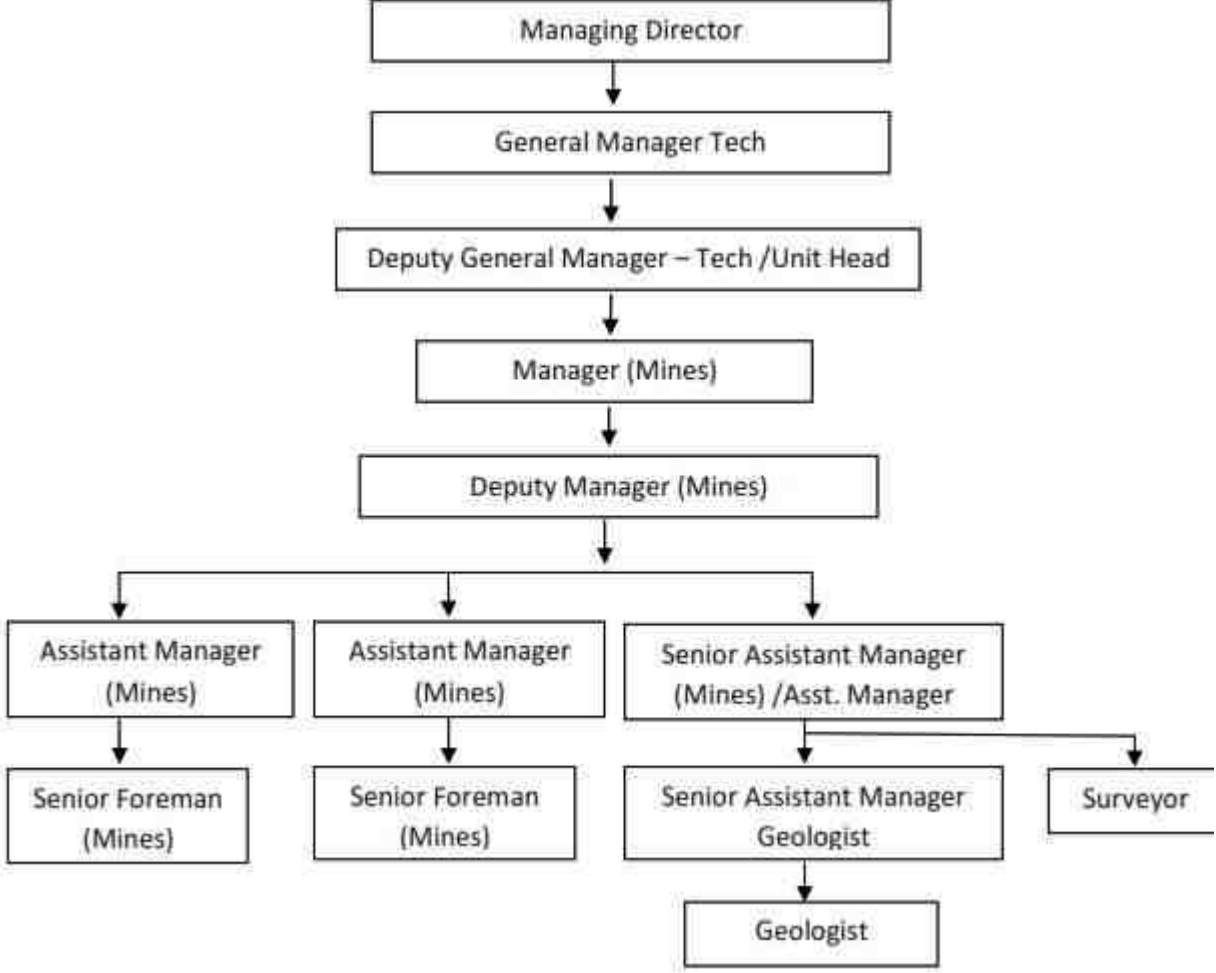 Managing Director
General Manager Tech
Deputy General Manager – Tech /Unit Head
Manager (Mines)
Deputy Manager (Mines)
Assistant Manager
(Mines)
Assistant Manager
(Mines)
Senior Assistant Manager
(Mines) /Asst. Manager
Senior Foreman
(Mines)
Senior Foreman
(Mines)
Senior Assistant Manager
Geologist
Surveyor
Geologist